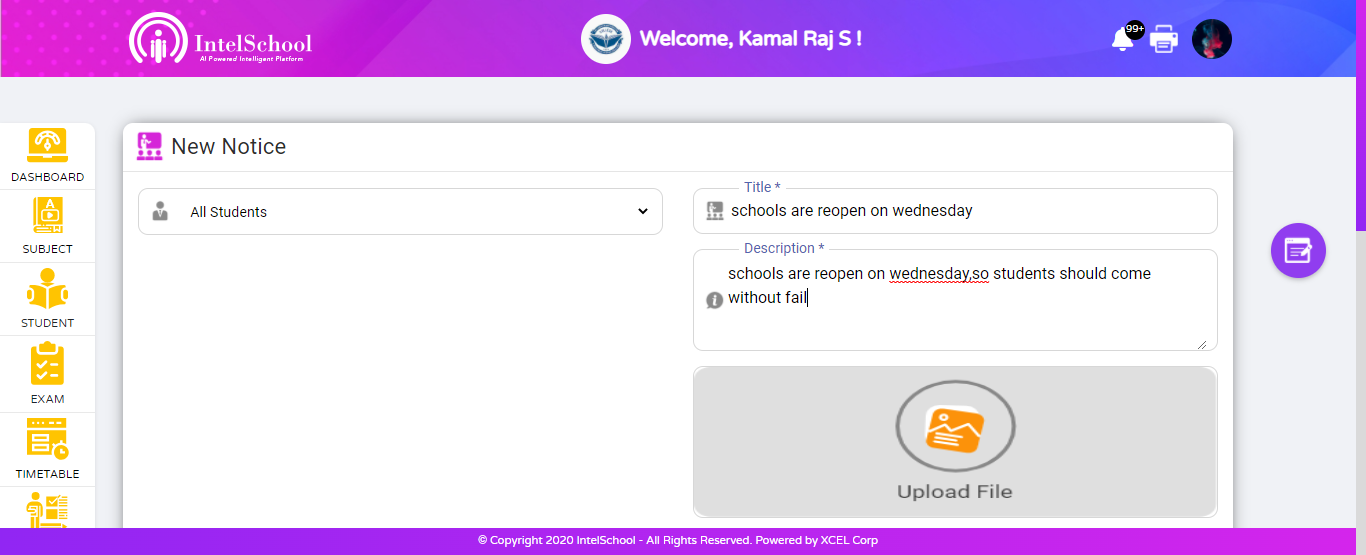 IntelSchool
AI Powered Intelligent Platform
Welcome, Kamal Raj S !
99+
DASHBOARD
SUBJECT
STUDENT
EXAM
TIMETABLE
New Notice
All Students
Title *
schools are reopen on wednesday
Description *
schools are reopen on wednesday,so students should come
without fail
Upload File
© Copyright 2020 IntelSchool - All Rights Reserved. Powered by XCEL Corp